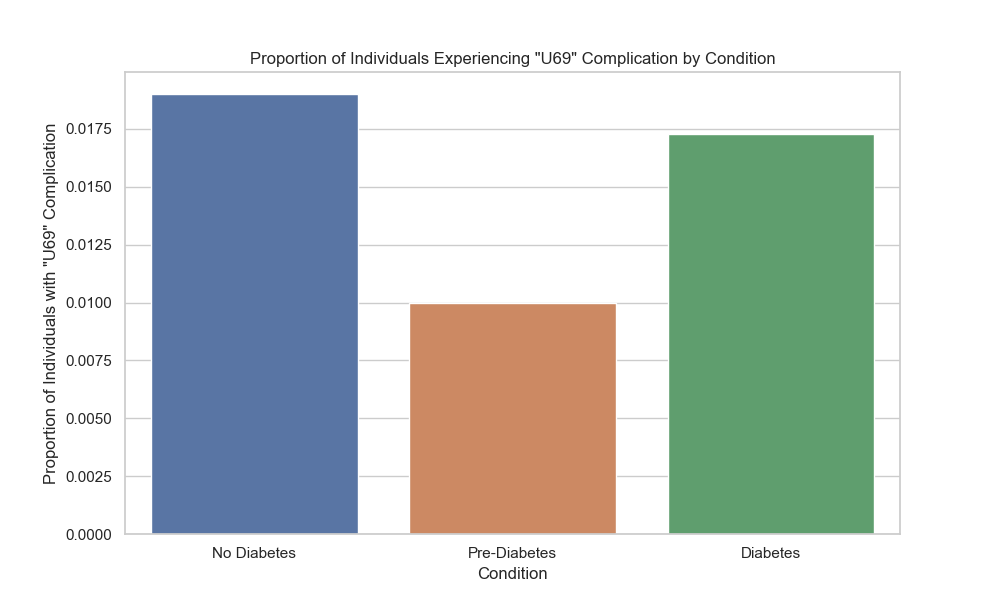 Proportion of Individuals Experiencing "U69" Complication by Condition
Proportion of Individuals with "U69" Complication
0.0175
0.0150
0.0125
0.0100
0.0075
0.0050
0.0025
0.0000
No Diabetes
Pre-Diabetes
Diabetes
Condition